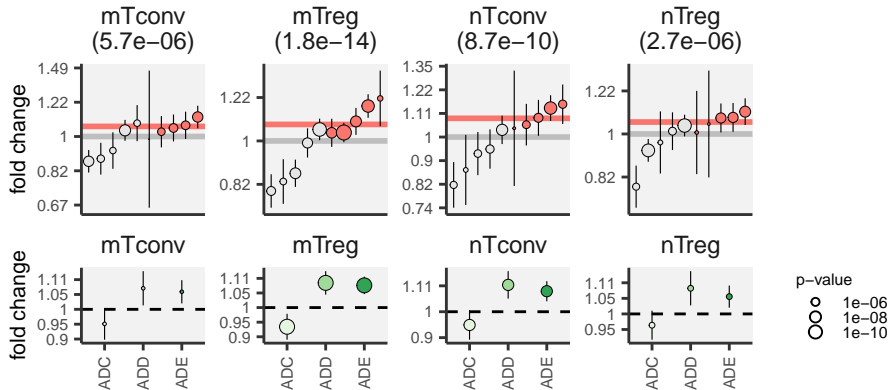 mTconv
(5.7e−06)
mTreg
(1.8e−14)
nTconv
(8.7e−10)
nTreg
(2.7e−06)
fold change
1.49
1.22
1
0.82
0.67
1.22
1
0.82
1.35
1.22
1.11
1
0.9
0.82
0.74
1.22
1
0.82
mTconv
mTreg
nTconv
nTreg
fold change
1.11
1.05
1
0.95
0.9
1.11
1.05
1
0.95
0.9
1.11
1
0.9
1.11
1.05
1
0.95
ADC
ADD
ADE
ADC
ADD
ADE
ADC
ADD
ADE
ADC
ADD
ADE
p−value
1e−06
1e−08
1e−10